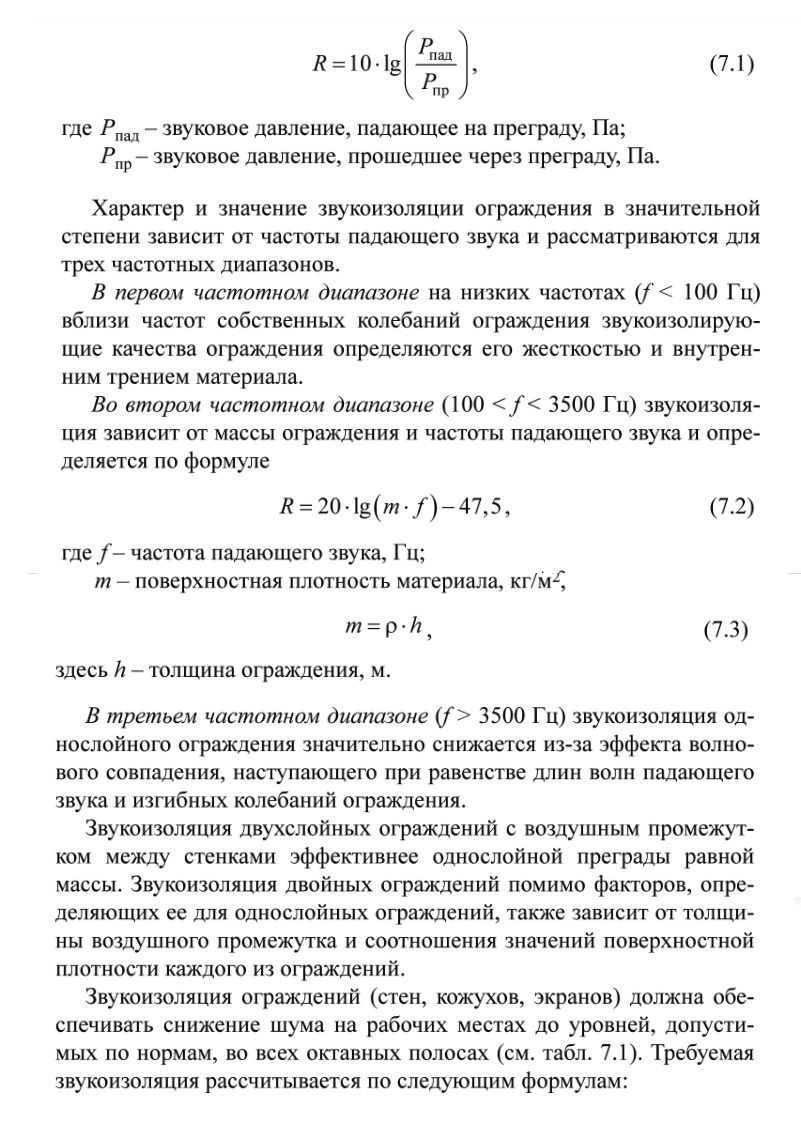 R = 10 · lg(P_пад / P_пр), (7.1)
где P_пад – звуковое давление, падающее на преграду, Па;
P_пр – звуковое давление, прошедшее через преграду, Па.
Характер и значение звукоизоляции ограждения в значительной
степени зависит от частоты падающего звука и рассматриваются для
трех частотных диапазонов.
В первом частотном диапазоне на низких частотах (f < 100 Гц)
вблизи частот собственных колебаний ограждения звукоизолирую-
щие качества ограждения определяются его жесткостью и внутрен-
ним трением материала.
Во втором частотном диапазоне (100 < f < 3500 Гц) звукоизоля-
ция зависит от массы ограждения и частоты падающего звука и опре-
деляется по формуле
R = 20 · lg(m · f) – 47,5, (7.2)
где f – частота падающего звука, Гц;
m – поверхностная плотность материала, кг/м²,
m = ρ · h, (7.3)
здесь h – толщина ограждения, м.
В третьем частотном диапазоне (f > 3500 Гц) звукоизоляция од-
нослойного ограждения значительно снижается из-за эффекта волно-
вого совпадения, наступающего при равенстве длин волн падающего
звука и изгибных колебаний ограждения.
Звукоизоляция двухслойных ограждений с воздушным промежут-
ком между стенками эффективнее однослойной преграды равной
массы. Звукоизоляция двойных ограждений помимо факторов, опре-
деляющих ее для однослойных ограждений, также зависит от толщи-
ны воздушного промежутка и соотношения значений поверхностной
плотности каждого из ограждений.
Звукоизоляция ограждений (стен, кожухов, экранов) должна обе-
спечивать снижение шума на рабочих местах до уровней, допусти-
мых по нормам, во всех октавных полосах (см. табл. 7.1). Требуемая
звукоизоляция рассчитывается по следующим формулам: